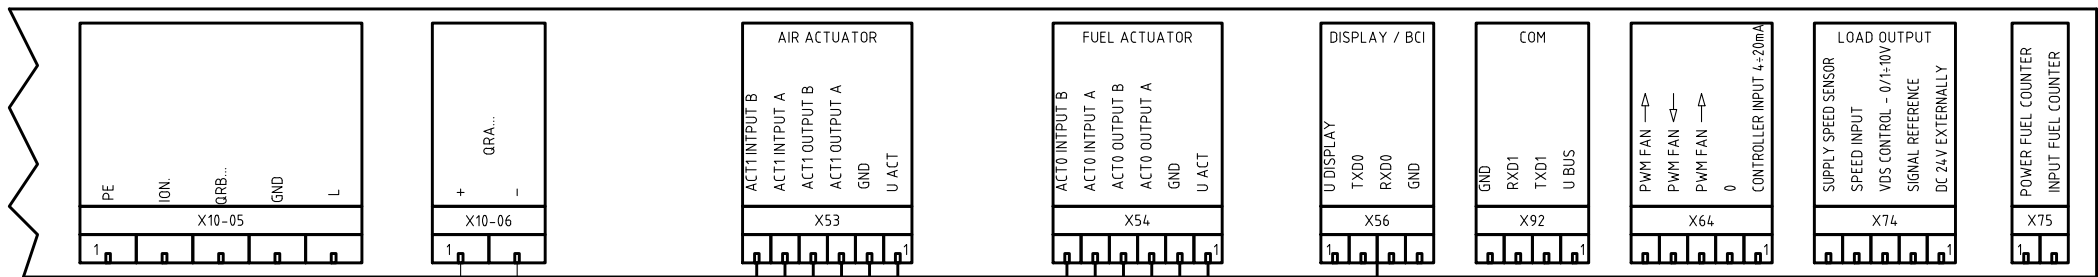 PE
ION.
QRB...
GND
L
X10-05
1
+
QRA...
-
X10-06
1
AIR ACTUATOR
ACT1 INTPUT B
ACT1 INTPUT A
ACT1 OUTPUT B
ACT1 OUTPUT A
GND
U ACT
X53
1
FUEL ACTUATOR
ACT0 INTPUT B
ACT0 INTPUT A
ACT0 OUTPUT B
ACT0 OUTPUT A
GND
U ACT
X54
1
DISPLAY / BCI
U DISPLAY
TXD0
RXD0
GND
X56
1
COM
GND
RXD1
TXD1
U BUS
X92
1
PWM FAN
PWM FAN
PWM FAN
0
CONTROLLER INPUT 4÷20mA
X64
1
LOAD OUTPUT
SUPPLY SPEED SENSOR
SPEED INPUT
VDS CONTROL - 0/1÷10V
SIGNAL REFERENCE
DC 24V EXTERNALLY
X74
1
POWER FUEL COUNTER
INPUT FUEL COUNTER
X75
1